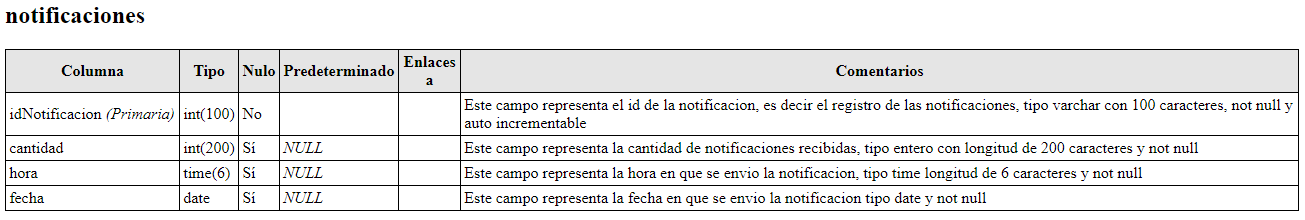 notificaciones
Columna Tipo Nulo Predeterminado Enlaces a Comentarios
idNotificacion (Primaria) int(100) No Este campo representa el id de la notificacion, es decir el registro de las notificaciones, tipo varchar con 100 caracteres, not null y
auto incrementable
cantidad int(200) Sí NULL Este campo representa la cantidad de notificaciones recibidas, tipo entero con longitud de 200 caracteres y not null
hora time(6) Sí NULL Este campo representa la hora en que se envio la notificacion, tipo time longitud de 6 caracteres y not null
fecha date Sí NULL Este campo representa la fecha en que se envio la notificacion tipo date y not null